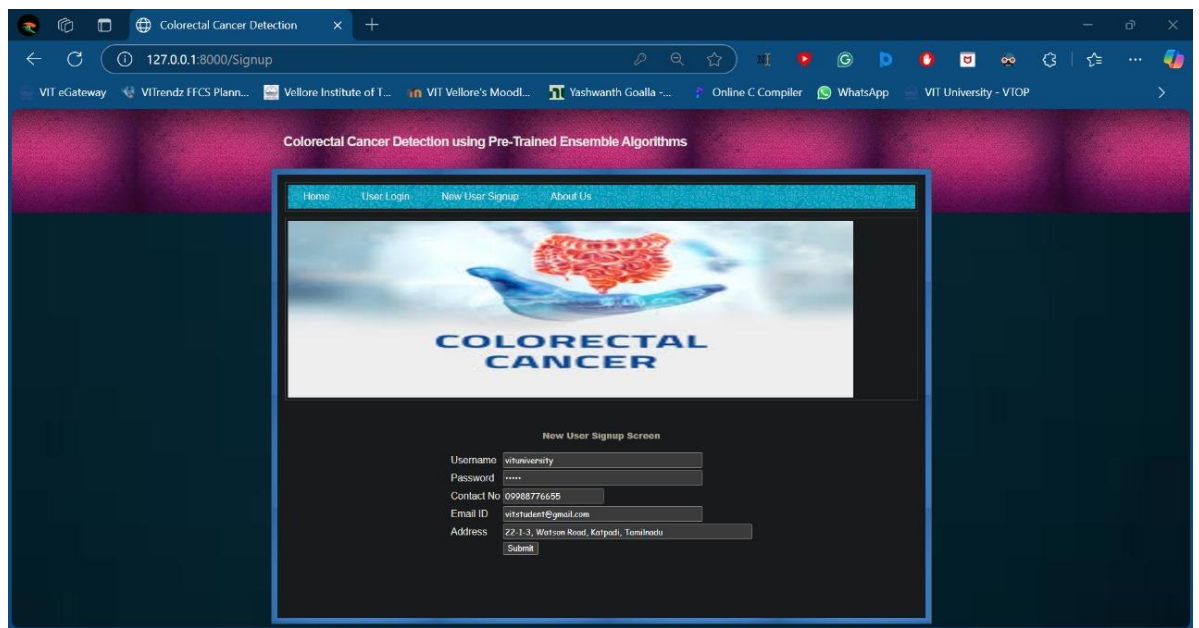 Colorectal Cancer Detection
127.0.0.1:8000/Signup
VIT eGateway VITrendz FFCS Plann... Vellore Institute of T... VIT Vellore's Moodl... Yashwanth Goalla -... Online C Compiler WhatsApp VIT University - VTOP
Colorectal Cancer Detection using Pre-Trained Ensemble Algorithms
Home User Login New User Signup About Us
COLORECTAL
CANCER
New User Signup Screen
Username vituniversity
Password •••••
Contact No 09988776655
Email ID vitstudent@gmail.com
Address 22-1-3, Watson Road, Katpadi, Tamilnadu
Submit